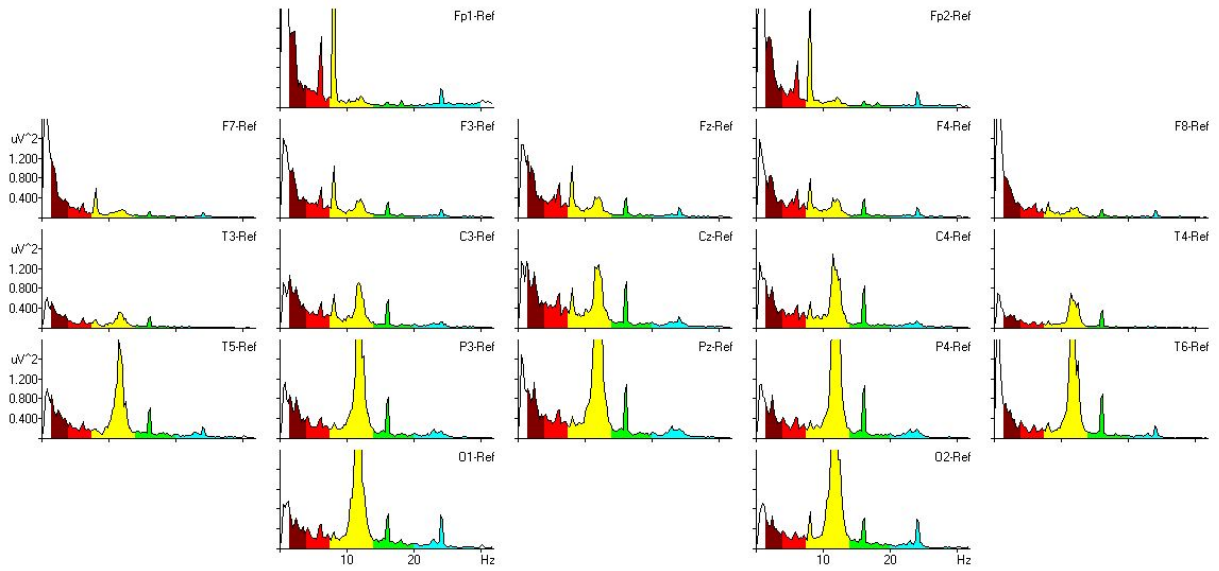 Fp1-Ref Fp2-Ref
F7-Ref F3-Ref Fz-Ref F4-Ref F8-Ref
uV^2
1.200
0.800
0.400
T3-Ref C3-Ref Cz-Ref C4-Ref T4-Ref
1.200
0.800
0.400
T5-Ref P3-Ref Pz-Ref P4-Ref T6-Ref
uV^2
1.200
0.800
0.400
O1-Ref O2-Ref
10 20 Hz 10 20 Hz